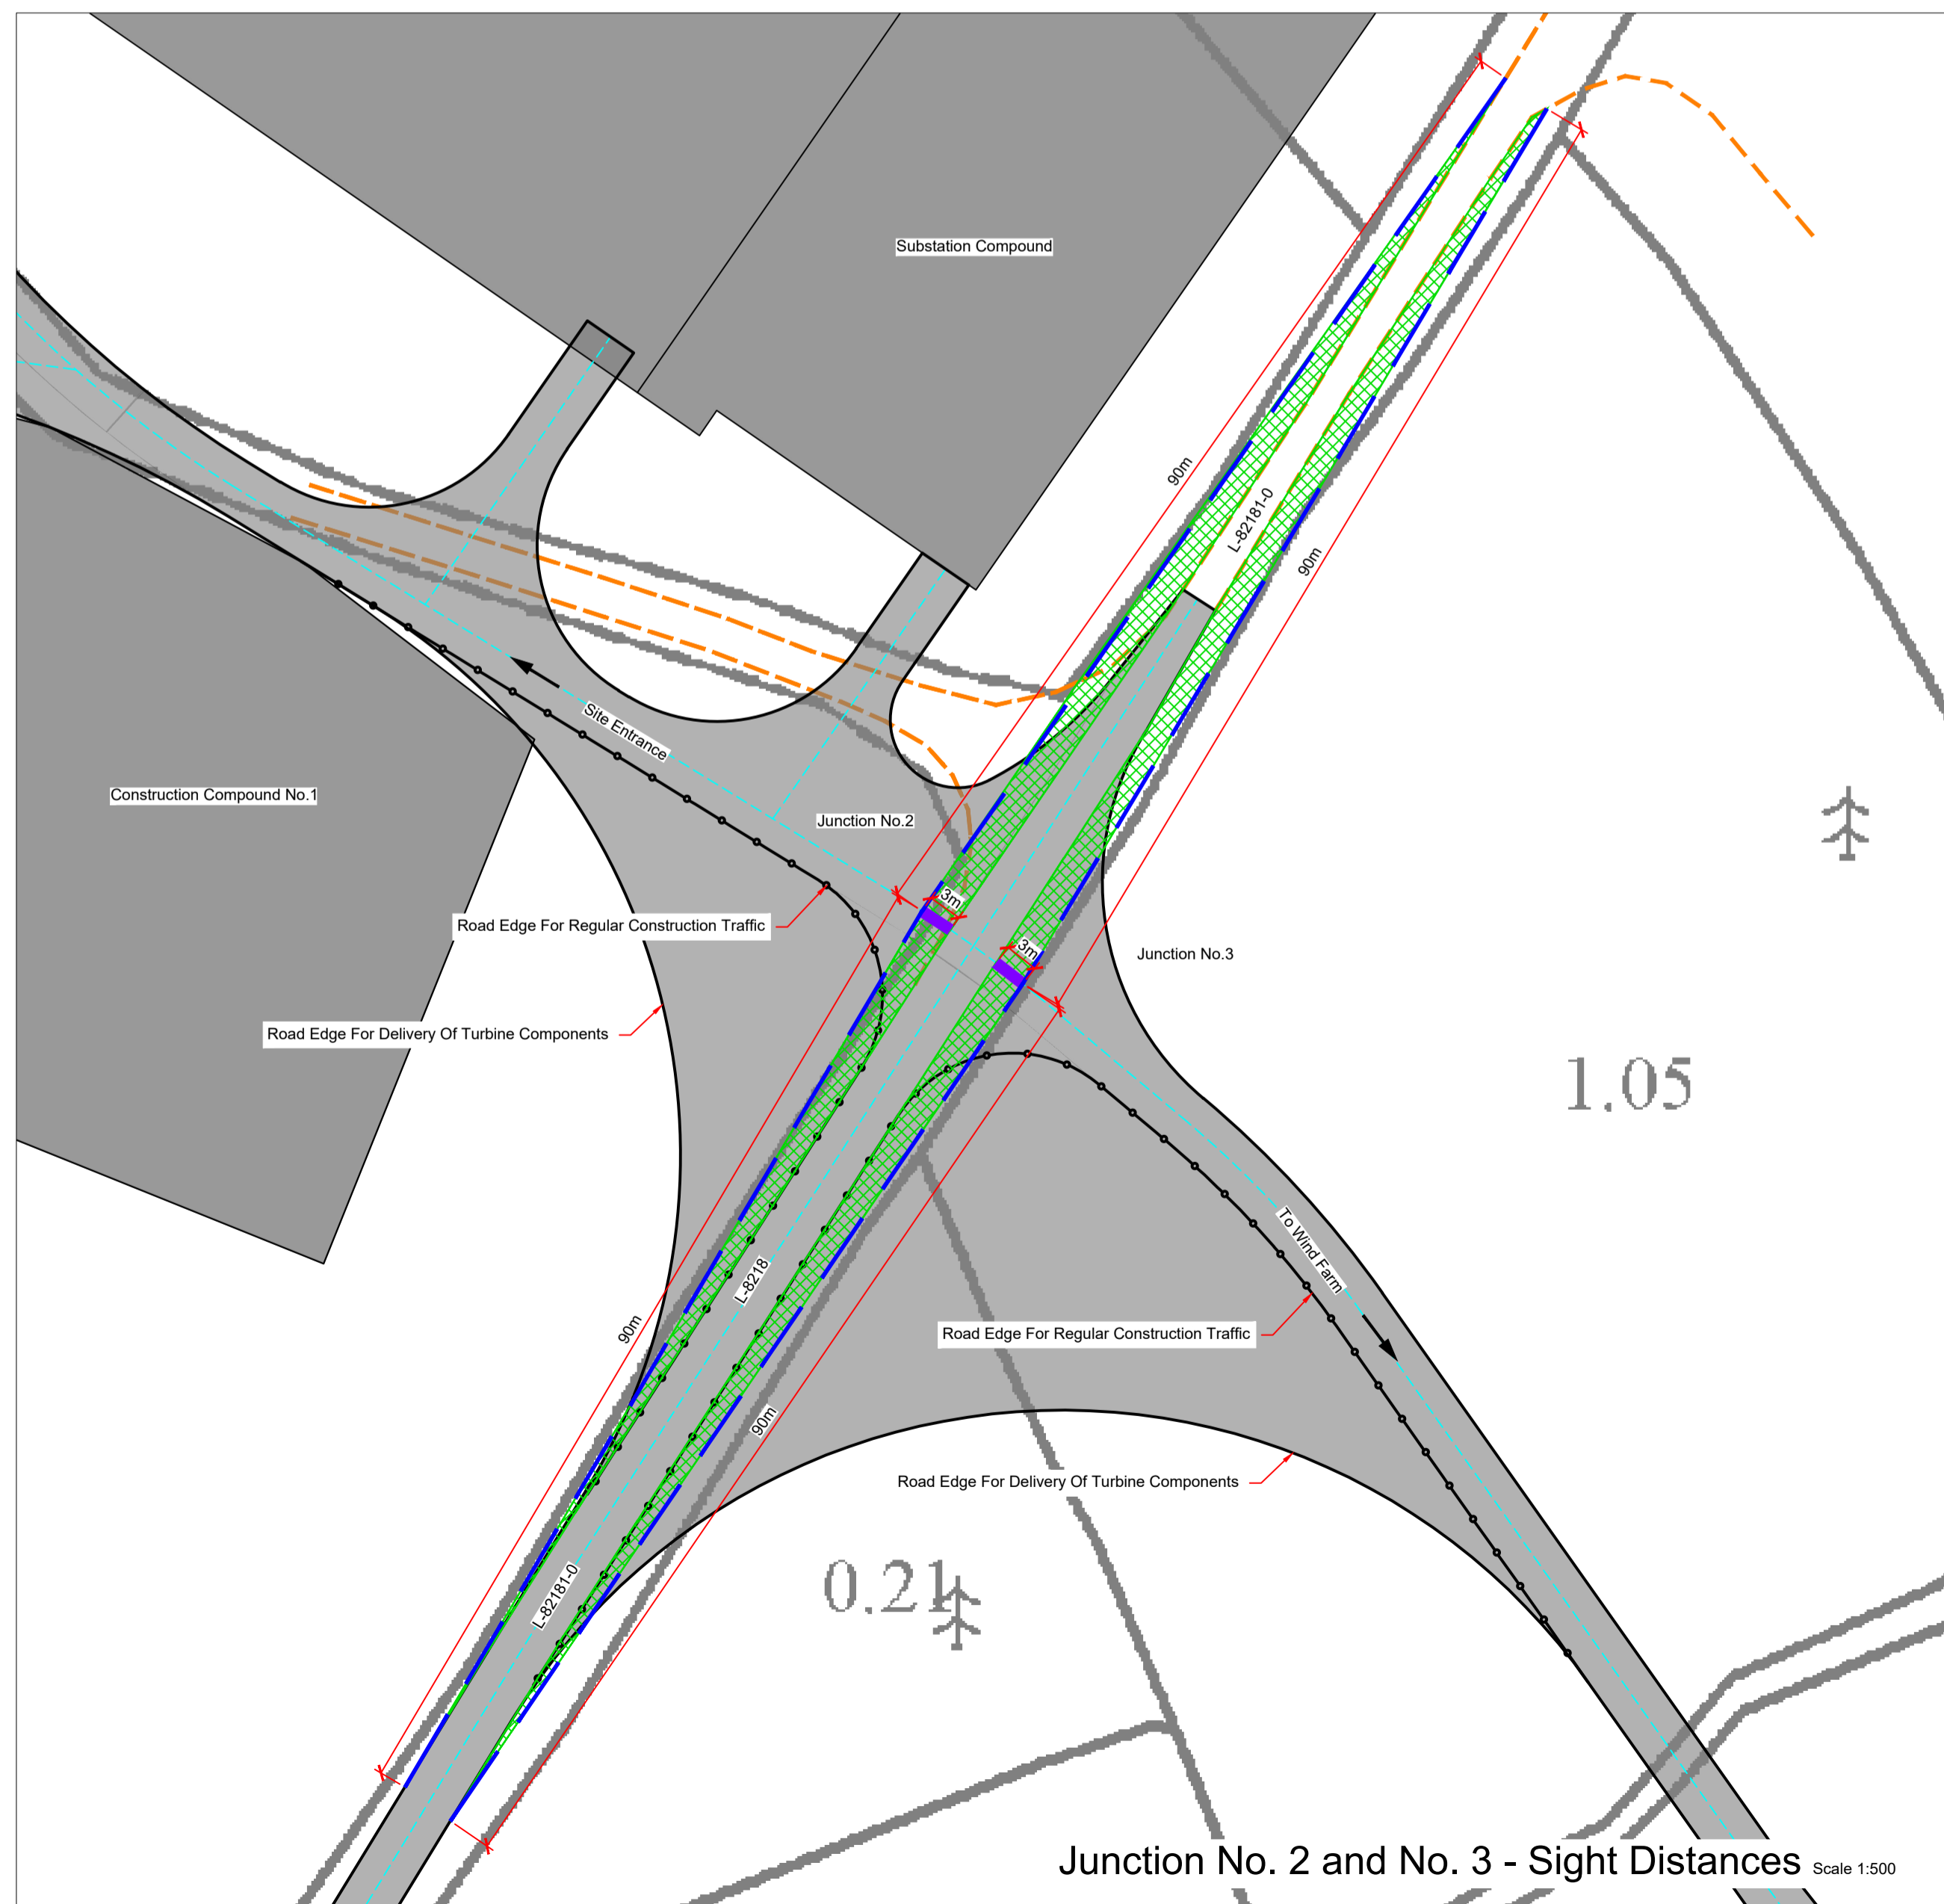 Substation Compound
90m
L-82181-0
90m
Site Entrance
Construction Compound No.1
Junction No.2
3m
Road Edge For Regular Construction Traffic
3m
Junction No.3
Road Edge For Delivery Of Turbine Components
1.05
To Wind Farm
L-8218
90m
Road Edge For Regular Construction Traffic
90m
Road Edge For Delivery Of Turbine Components
L-82181-0
0.21
Junction No. 2 and No. 3 - Sight Distances Scale 1:500